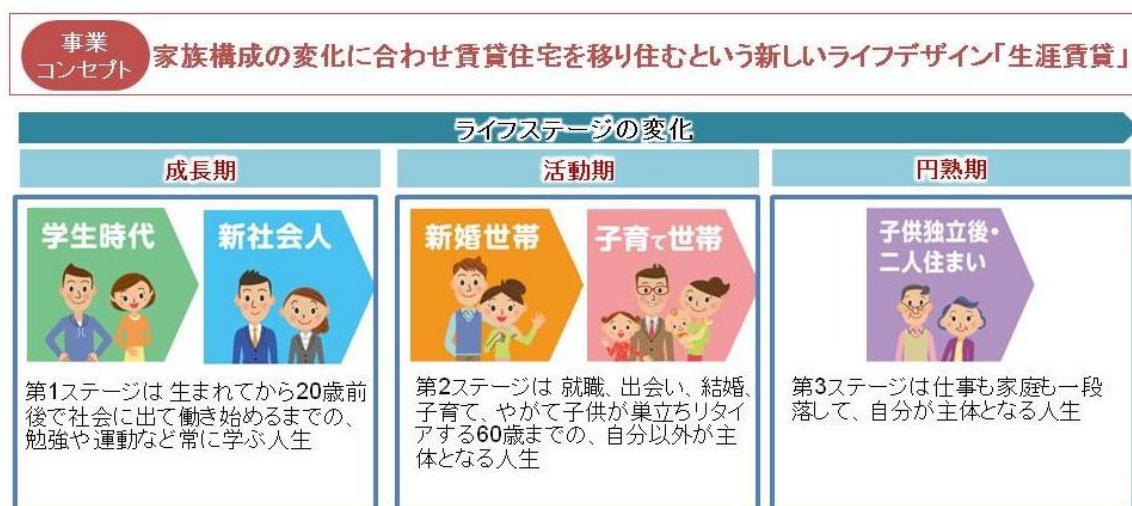 事業
コンセプト
家族構成の変化に合わせ賃貸住宅を移り住むという新しいライフデザイン「生涯賃貸」
ライフステージの変化
成長期
活動期
円熟期
学生時代
新社会人
新婚世帯
子育て世帯
子供独立後・
二人住まい
第1ステージは 生まれてから20歳前
後で社会に出て働き始めるまでの、
勉強や運動など常に学ぶ人生
第2ステージは 就職、出会い、結婚、
子育て、やがて子供が巣立ちリタイ
アする60歳までの、自分以外が主
体となる人生
第3ステージは仕事も家庭も一段
落して、自分が主体となる人生